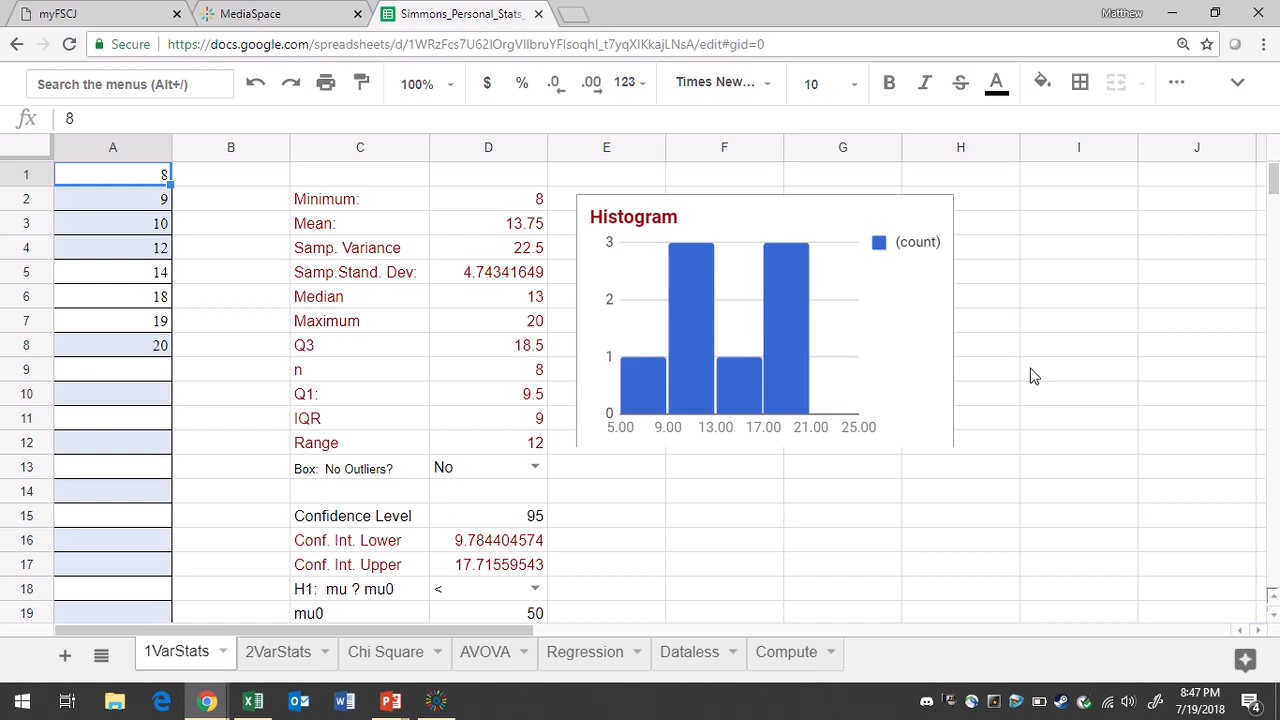 myFSCJ
MediaSpace
Simmons_Personal_Stats_
Matthew
Secure
https://docs.google.com/spreadsheets/d/1WRzFcs7U62IOrgVIIbruYFIsoqhI_t7yqXIKkajLNsA/edit#gid=0
Search the menus (Alt+/)
100%
$
%
.0
.00
123
Times New...
10
B
I
S
A
fx
8
A B C D E F G H I J
1 8
2 9 Minimum: 8
3 10 Mean: 13.75
4 12 Samp. Variance 22.5
5 14 Samp.Stand. Dev: 4.74341649
6 18 Median 13
7 19 Maximum 20
8 20 Q3 18.5
9 n 8
10 Q1: 9.5
11 IQR 9
12 Range 12
13 Box: No Outliers? No
14
15 Confidence Level 95
16 Conf. Int. Lower 9.784404574
17 Conf. Int. Upper 17.71559543
18 H1: mu ? mu0 <
19 mu0 50
Histogram
(count)
3
2
1
0
5.00 9.00 13.00 17.00 21.00 25.00
1VarStats
2VarStats
Chi Square
AVOVA
Regression
Dataless
Compute
8:47 PM
7/19/2018
4